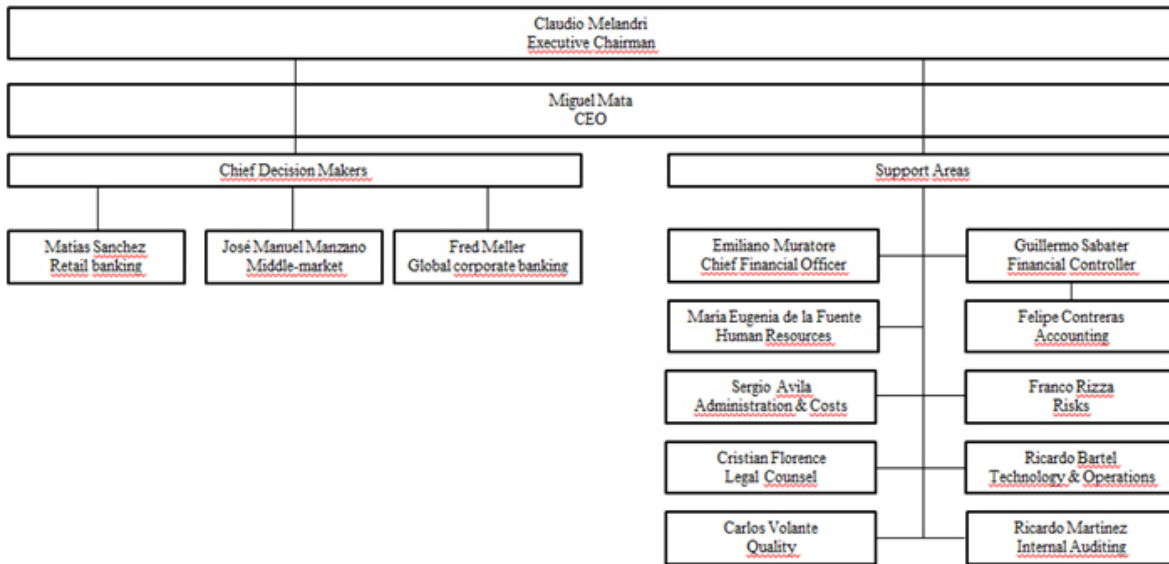 Claudio Melandri
Executive Chairman
Miguel Mata
CEO
Chief Decision Makers
Support Areas
Matias Sanchez
Retail banking
José Manuel Manzano
Middle-market
Fred Meller
Global corporate banking
Emiliano Muratore
Chief Financial Officer
Guillermo Sabater
Financial Controller
Maria Eugenia de la Fuente
Human Resources
Felipe Contreras
Accounting
Sergio Avila
Administration & Costs
Franco Rizza
Risks
Cristian Florence
Legal Counsel
Ricardo Bartel
Technology & Operations
Carlos Volante
Quality
Ricardo Martinez
Internal Auditing